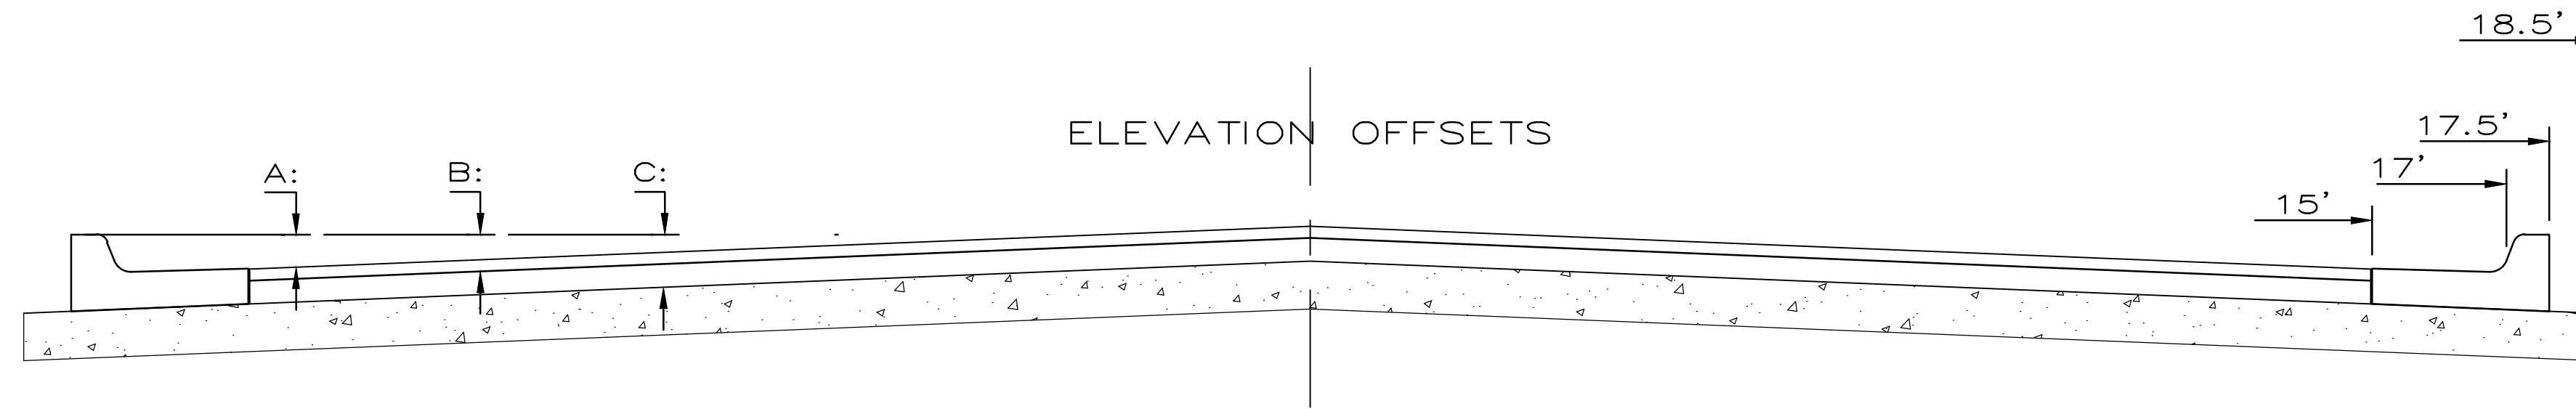 18.5'
ELEVATION OFFSETS
17.5'
A:
B:
C:
17'
15'